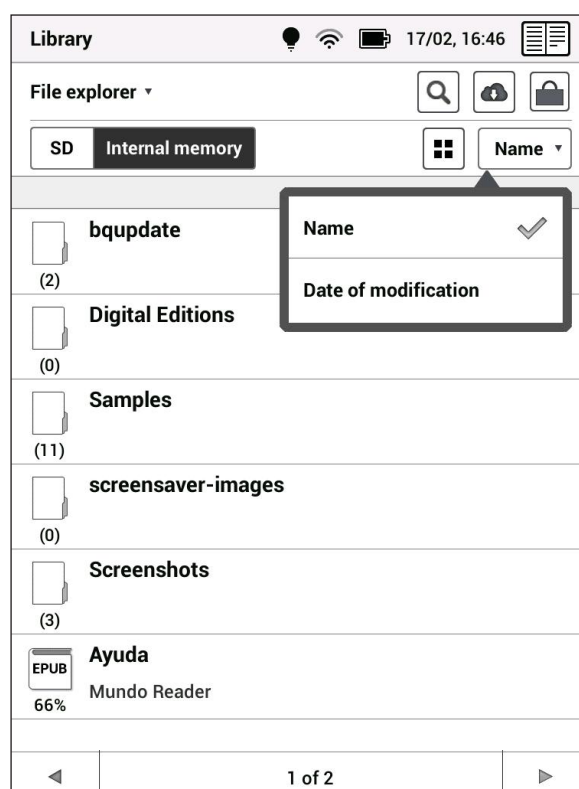 Library 17/02, 16:46
File explorer
SD Internal memory Name
bqupdate
(2)
Name
Date of modification
Digital Editions
(0)
Samples
(11)
screensaver-images
(0)
Screenshots
(3)
Ayuda
EPUB
Mundo Reader
66%
1 of 2